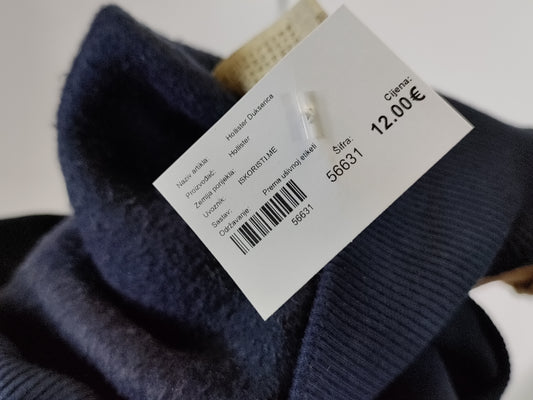 Naziv artikla: Hollister Dukserica
Proizvođač: Hollister
Zemlja porijekla:
Uvoznik: ISKORISTI.ME
Sastav:
Održavanje: Prema ušivnoj etiketi
56631
Šifra:
56631
Cijena:
12.00€